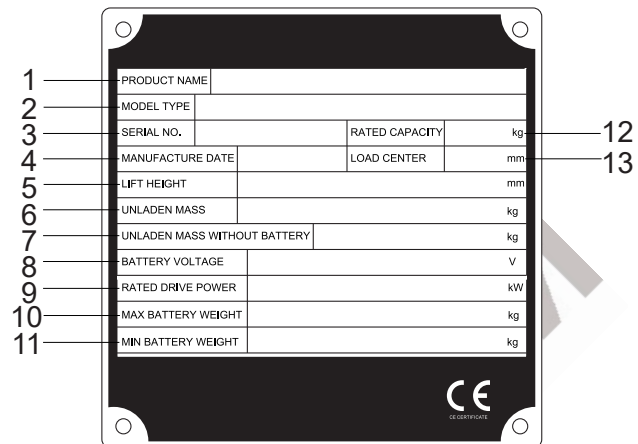 1 PRODUCT NAME
2 MODEL TYPE
3 SERIAL NO. RATED CAPACITY kg 12
4 MANUFACTURE DATE LOAD CENTER mm 13
5 LIFT HEIGHT mm
6 UNLADEN MASS kg
7 UNLADEN MASS WITHOUT BATTERY kg
8 BATTERY VOLTAGE V
9 RATED DRIVE POWER kW
10 MAX BATTERY WEIGHT kg
11 MIN BATTERY WEIGHT kg
CE
CE CERTIFICATE